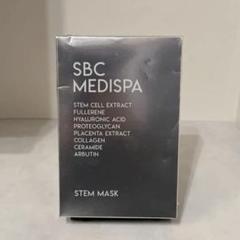 SBC
MEDISPA
STEM CELL EXTRACT
FULLERENE
HYALURONIC ACID
PROTEOGLYCAN
PLACENTA EXTRACT
COLLAGEN
CERAMIDE
ARBUTIN
STEM MASK